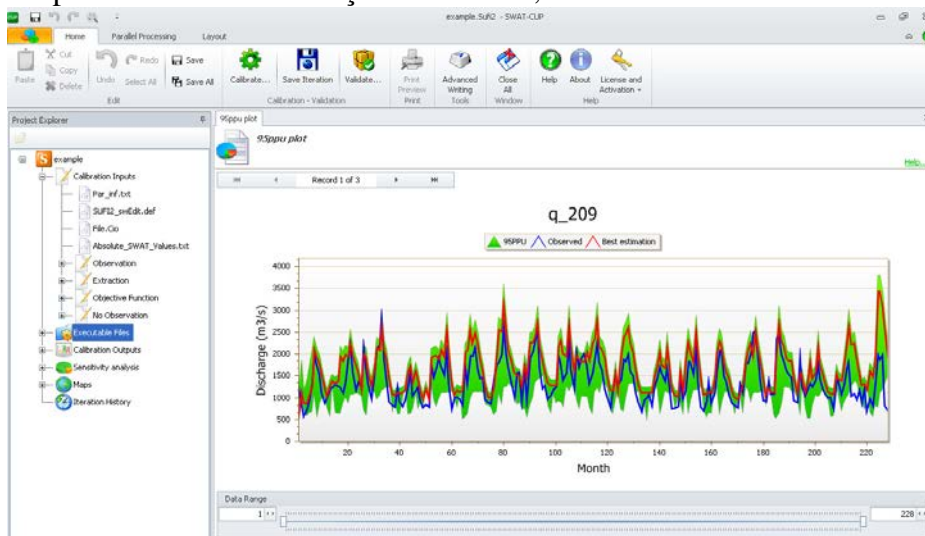 example.Sufi2 - SWAT-CUP
Home Parallel Processing Layout
Paste
Cut
Copy
Delete
Undo
Redo
Select All
Save
Save All
Edit
Calibrate...
Save Iteration
Validate...
Calibration - Validation
Print Preview
Print
Advanced Writing
Tools
Close All
Window
Help
About
License and Activation
Help
Project Explorer
example
Calibration Inputs
Par_inf.txt
SUFI2_swEdit.def
File.Cio
Absolute_SWAT_Values.txt
Observation
Extraction
Objective Function
No Observation
Executable Files
Calibration Outputs
Sensitivity analysis
Maps
Iteration History
95ppu plot
95ppu plot
Help...
Record 1 of 3
q_209
95PPU Observed Best estimation
Discharge (m3/s)
4000
3500
3000
2500
2000
1500
1000
500
0
20 40 60 80 100 120 140 160 180 200 220
Month
Data Range
1 228